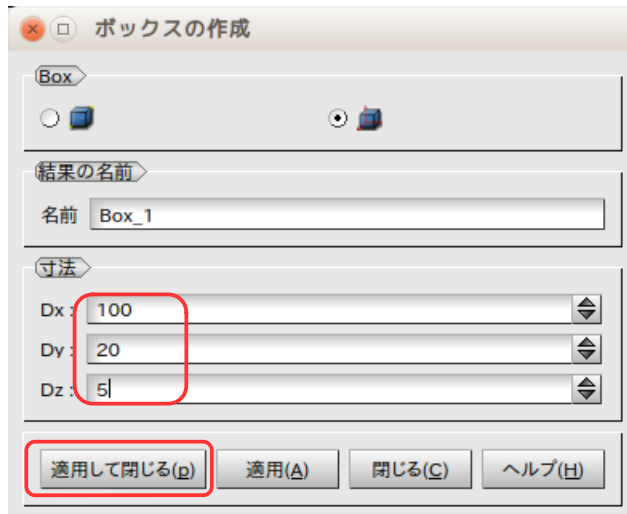 ボックスの作成
Box
結果の名前
名前 Box_1
寸法
Dx : 100
Dy : 20
Dz : 5
適用して閉じる(p) 適用(A) 閉じる(C) ヘルプ(H)